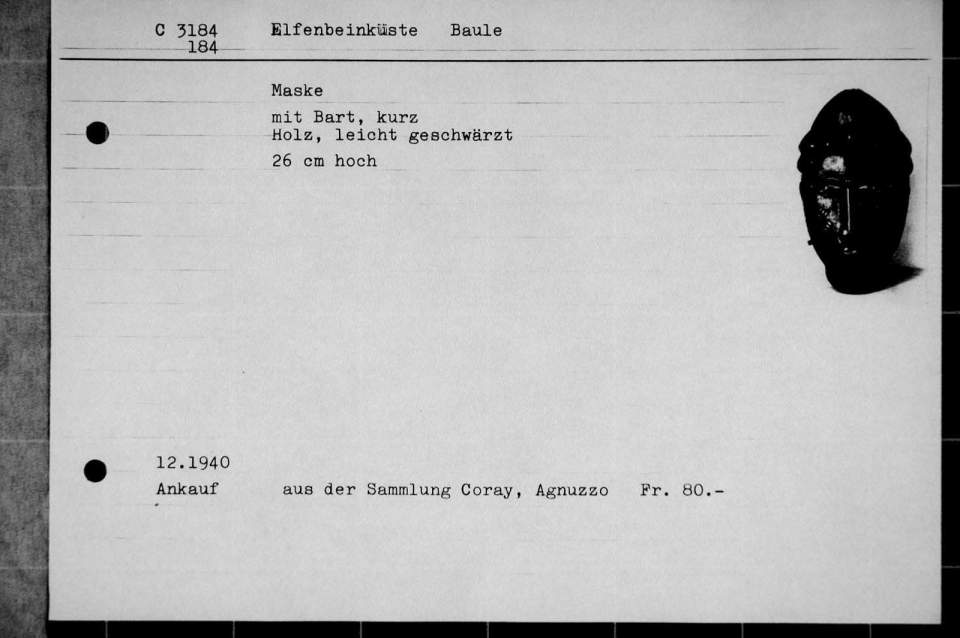 C 3184 Elfenbeinküste Baule
184
Maske
mit Bart, kurz
Holz, leicht geschwärzt
26 cm hoch
12.1940
Ankauf aus der Sammlung Coray, Agnuzzo Fr. 80.-